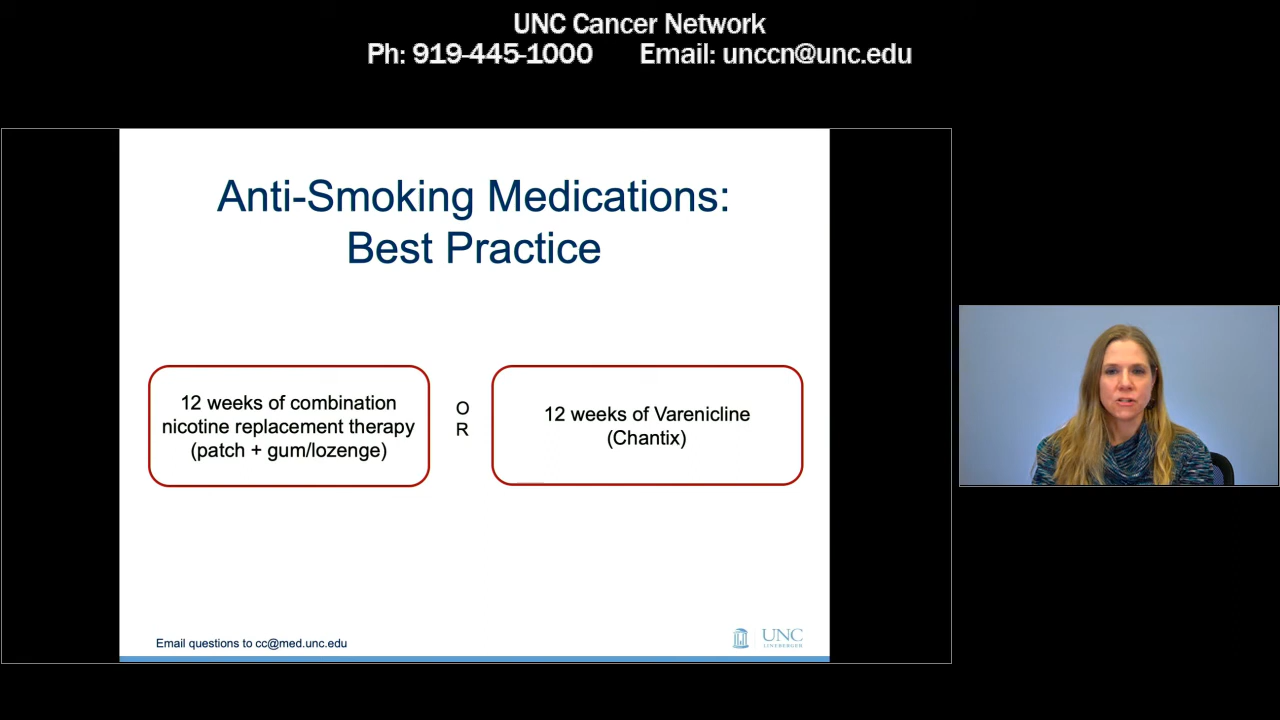 UNC Cancer Network
Ph: 919-445-1000 Email: unccn@unc.edu
Anti-Smoking Medications:
Best Practice
12 weeks of combination
nicotine replacement therapy
(patch + gum/lozenge)
O
R
12 weeks of Varenicline
(Chantix)
Email questions to cc@med.unc.edu
UNC
LINEBERGER